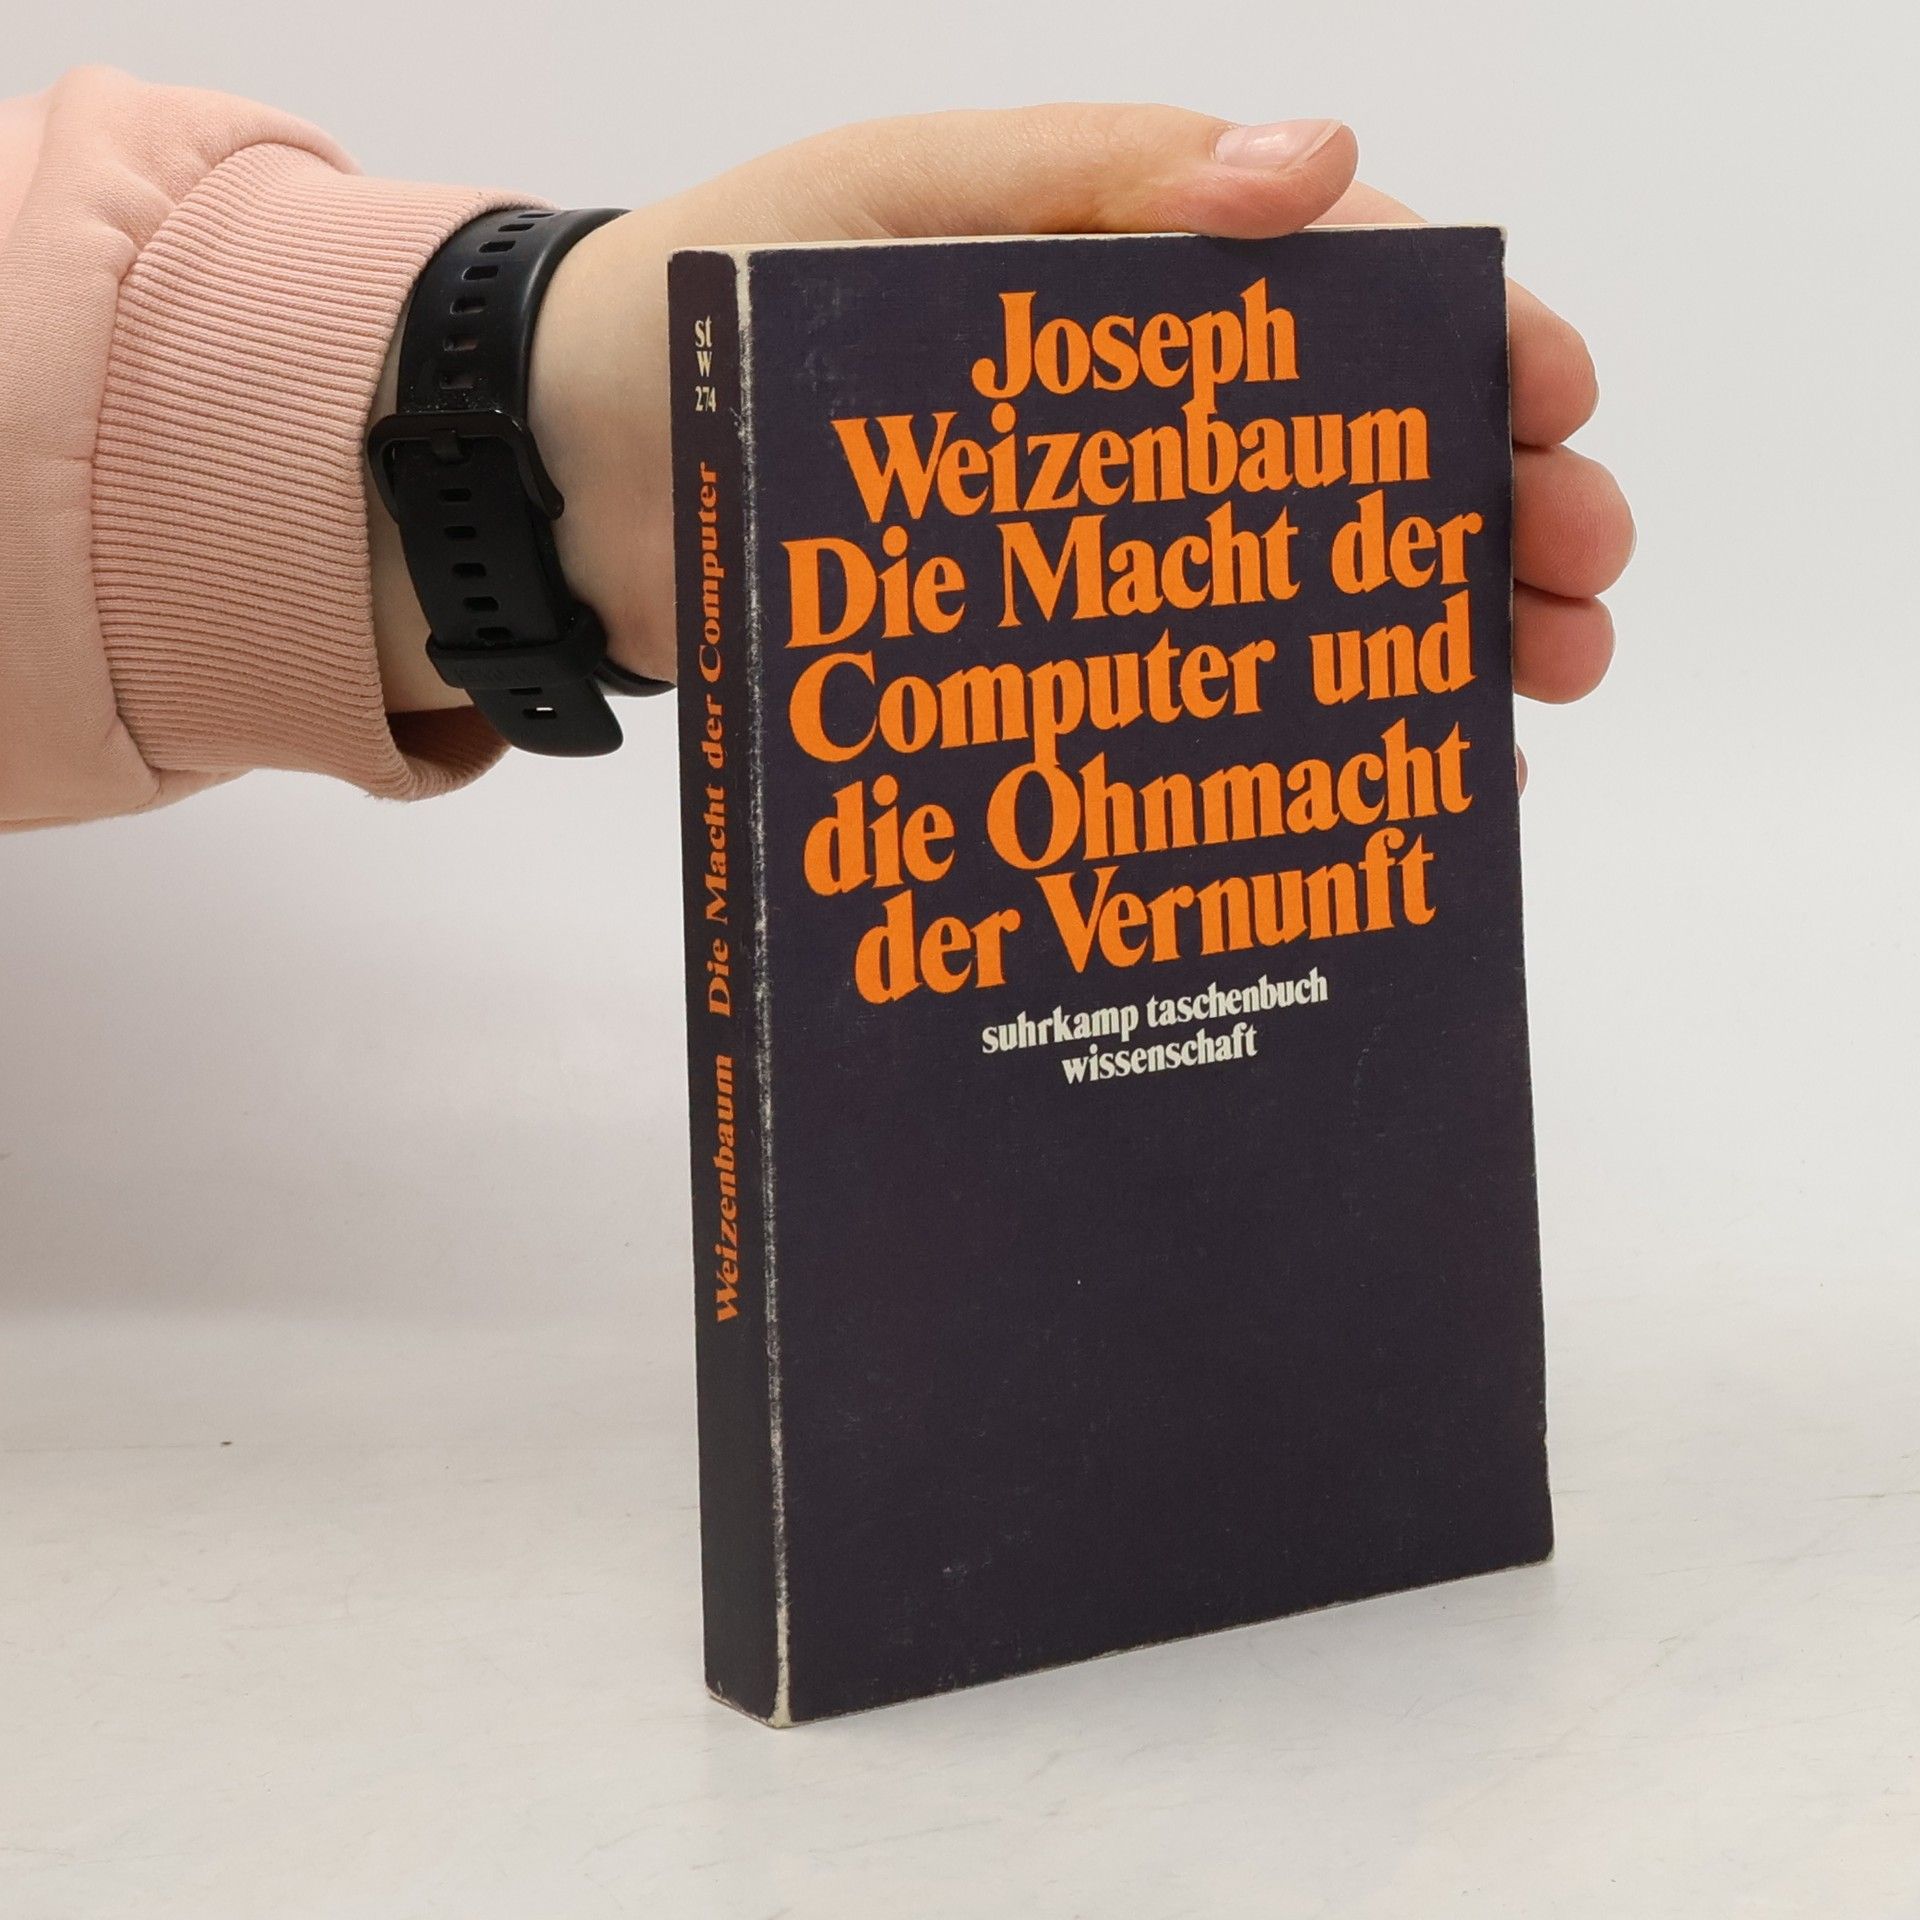 st
w
274
Weizenbaum Die Macht der Computer
Joseph
Weizenbaum
Die Macht der
Computer und
die Ohnmacht
der Vernunft
suhrkamp taschenbuch
wissenschaft